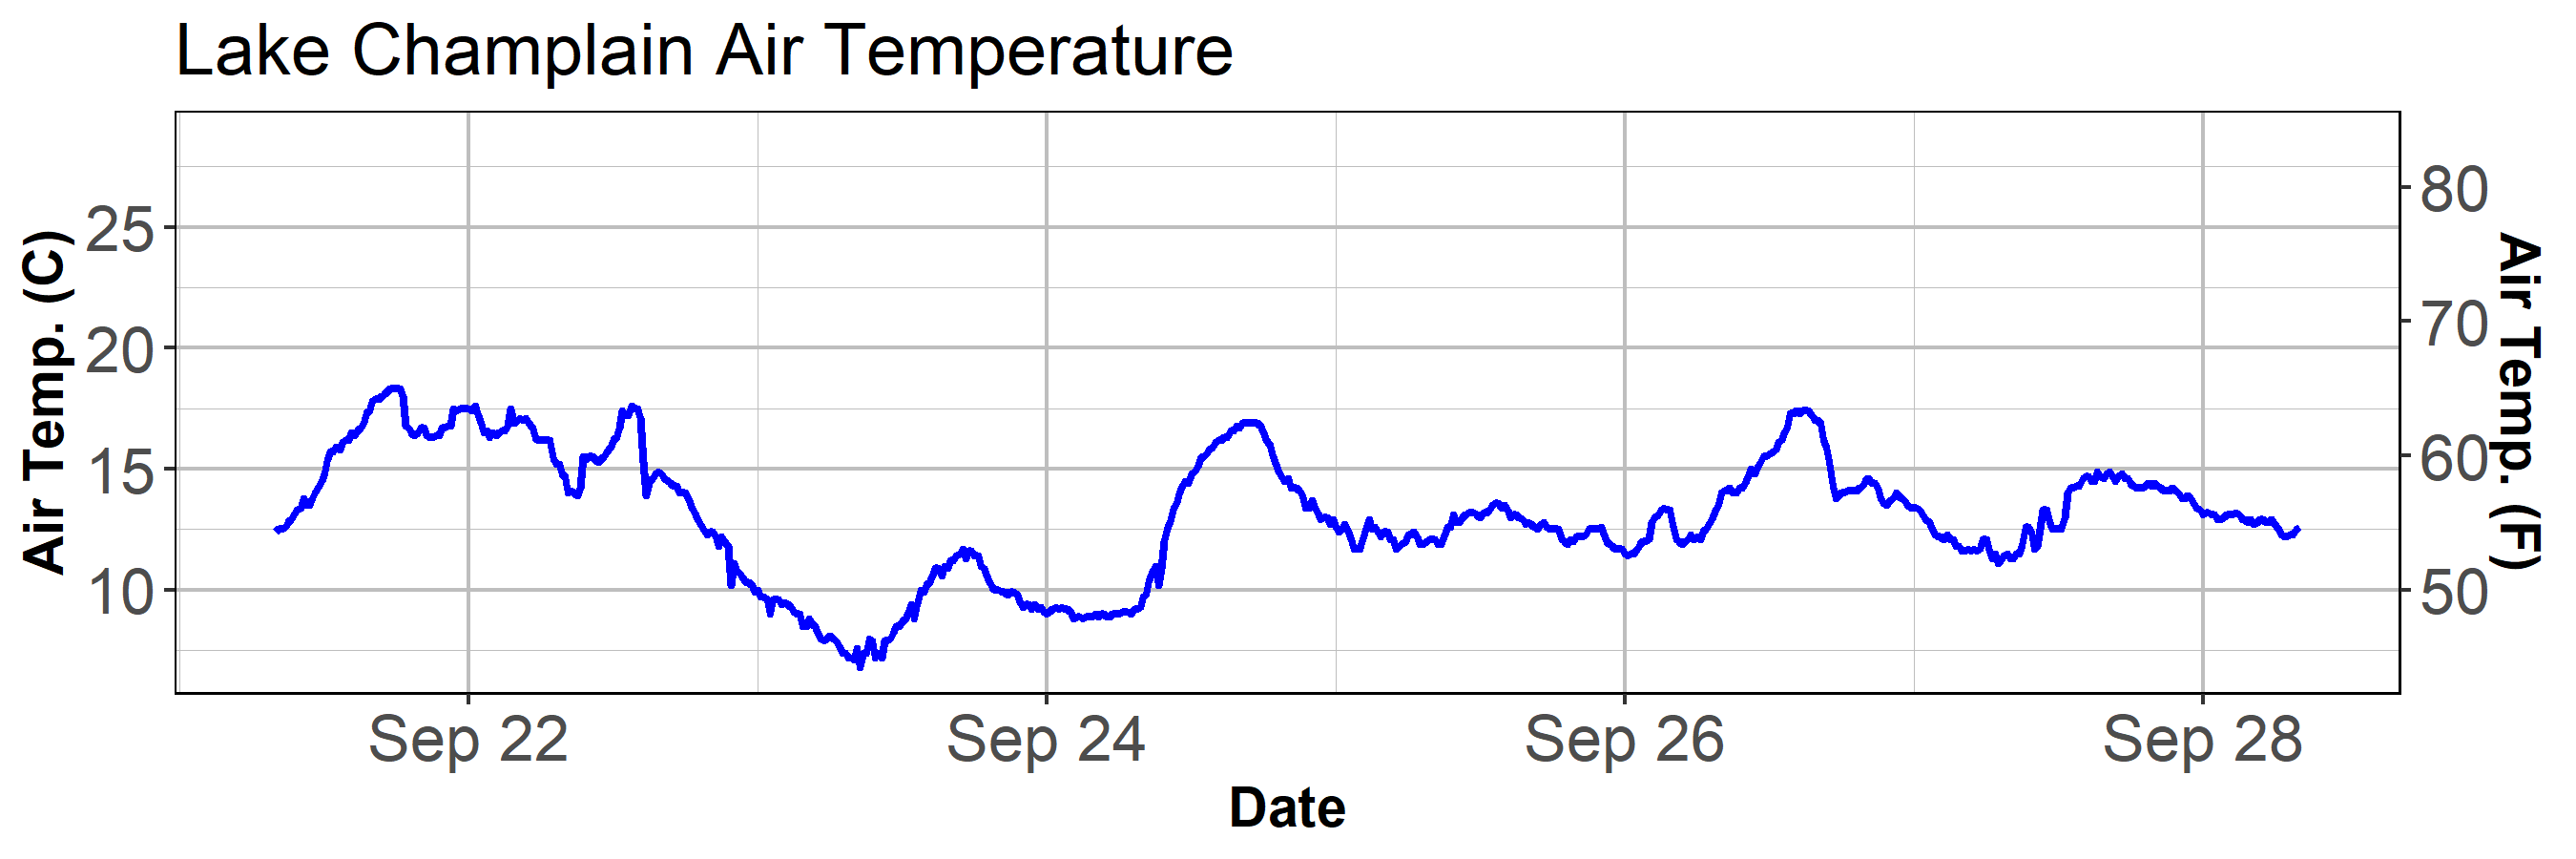 Lake Champlain Air Temperature
Air Temp. (C)
25
20
15
10
80
70
60
50
Air Temp. (F)
Sep 22
Sep 24
Sep 26
Sep 28
Date